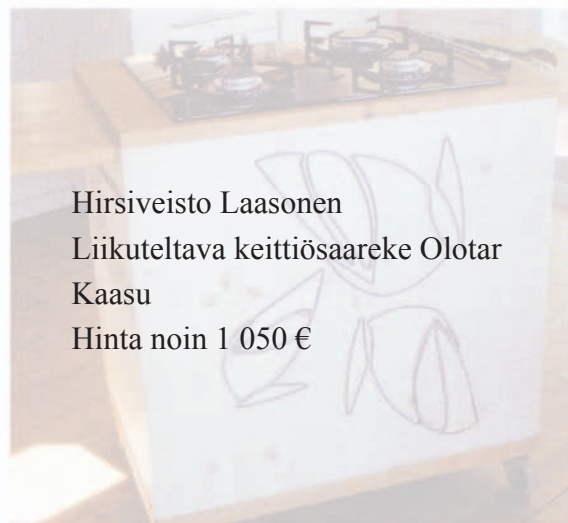 Hirsiveisto Laasonen
Liikuteltava keittiösaareke Olotar
Kaasu
Hinta noin 1 050 €